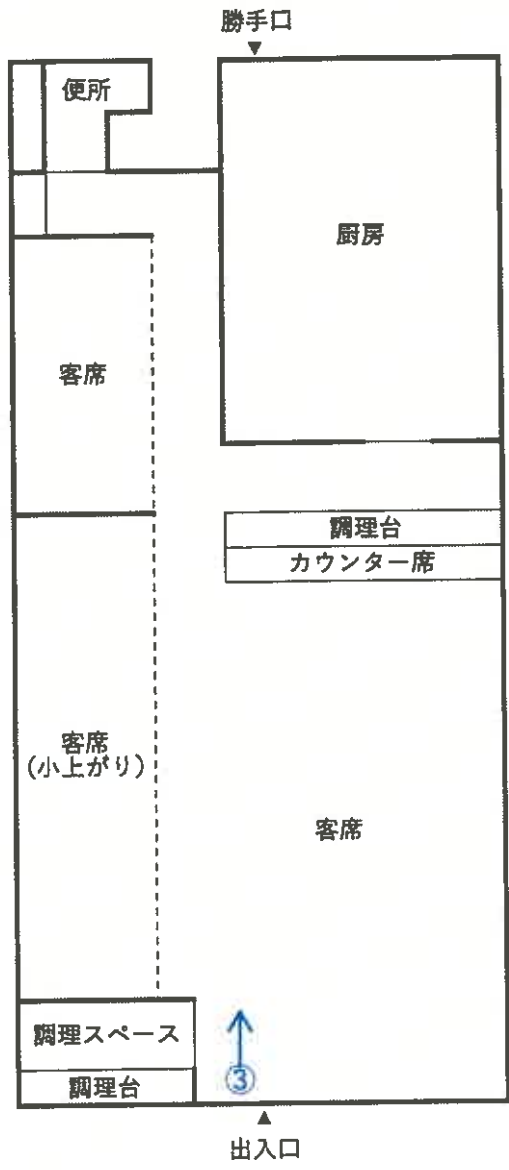 勝手口
▼
便所
厨房
客席
調理台
カウンター席
客席
(小上がり)
客席
調理スペース
調理台
③
▲
出入口